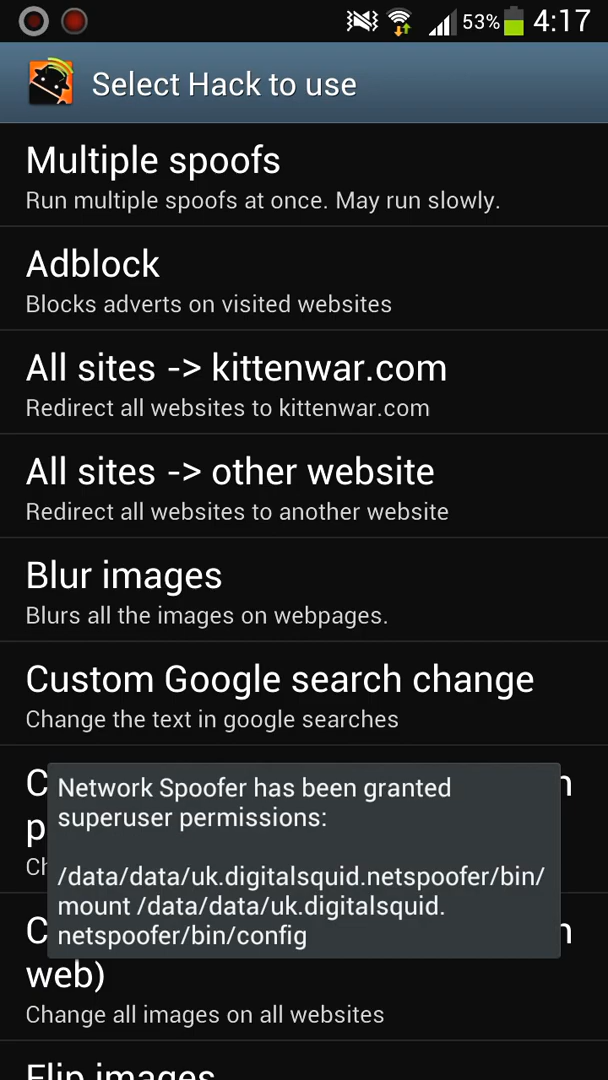 53% 4:17
Select Hack to use
Multiple spoofs
Run multiple spoofs at once. May run slowly.
Adblock
Blocks adverts on visited websites
All sites -> kittenwar.com
Redirect all websites to kittenwar.com
All sites -> other website
Redirect all websites to another website
Blur images
Blurs all the images on webpages.
Custom Google search change
Change the text in google searches
Network Spoofer has been granted
superuser permissions:
/data/data/uk.digitalsquid.netspoofer/bin/
mount /data/data/uk.digitalsquid.
netspoofer/bin/config
web)
Change all images on all websites
Flip images